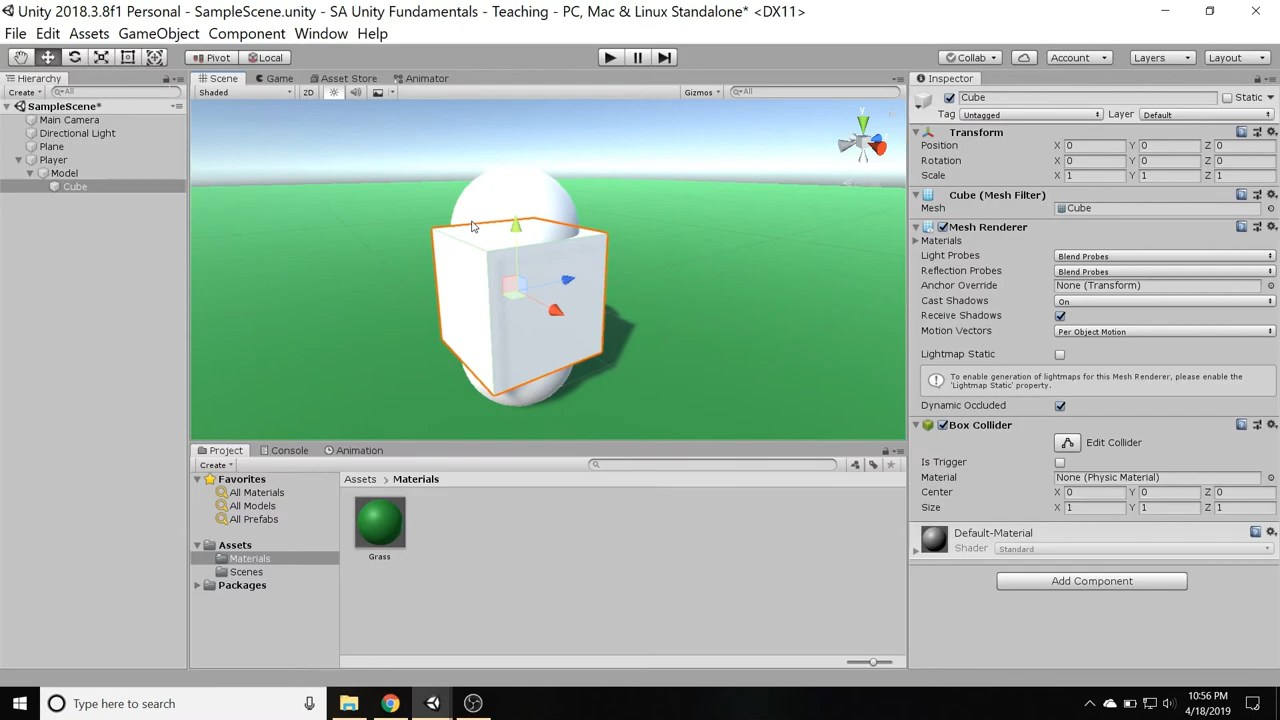 Unity 2018.3.8f1 Personal - SampleScene.unity - SA Unity Fundamentals - Teaching - PC, Mac & Linux Standalone* <DX11>
File Edit Assets GameObject Component Window Help
Pivot Local Collab Account Layers Layout
Hierarchy Scene Game Asset Store Animator Inspector
Create All Shaded 2D Gizmos All Cube Static
SampleScene* Tag Untagged Layer Default
Main Camera
Directional Light
Plane
Player
Model
Cube
y
Transform
Position X 0 Y 0 Z 0
Rotation X 0 Y 0 Z 0
Scale X 1 Y 1 Z 1
Cube (Mesh Filter)
Mesh Cube
Mesh Renderer
Materials
Light Probes Blend Probes
Reflection Probes Blend Probes
Anchor Override None (Transform)
Cast Shadows On
Receive Shadows
Motion Vectors Per Object Motion
Lightmap Static
To enable generation of lightmaps for this Mesh Renderer, please enable the
'Lightmap Static' property.
Dynamic Occluded
Box Collider
Edit Collider
Is Trigger
Material None (Physic Material)
Center X 0 Y 0 Z 0
Size X 1 Y 1 Z 1
Default-Material
Shader Standard
Add Component
Project Console Animation
Create
Favorites
All Materials
All Models
All Prefabs
Assets
Materials
Scenes
Packages
Assets Materials
Grass
Type here to search
10:56 PM
4/18/2019